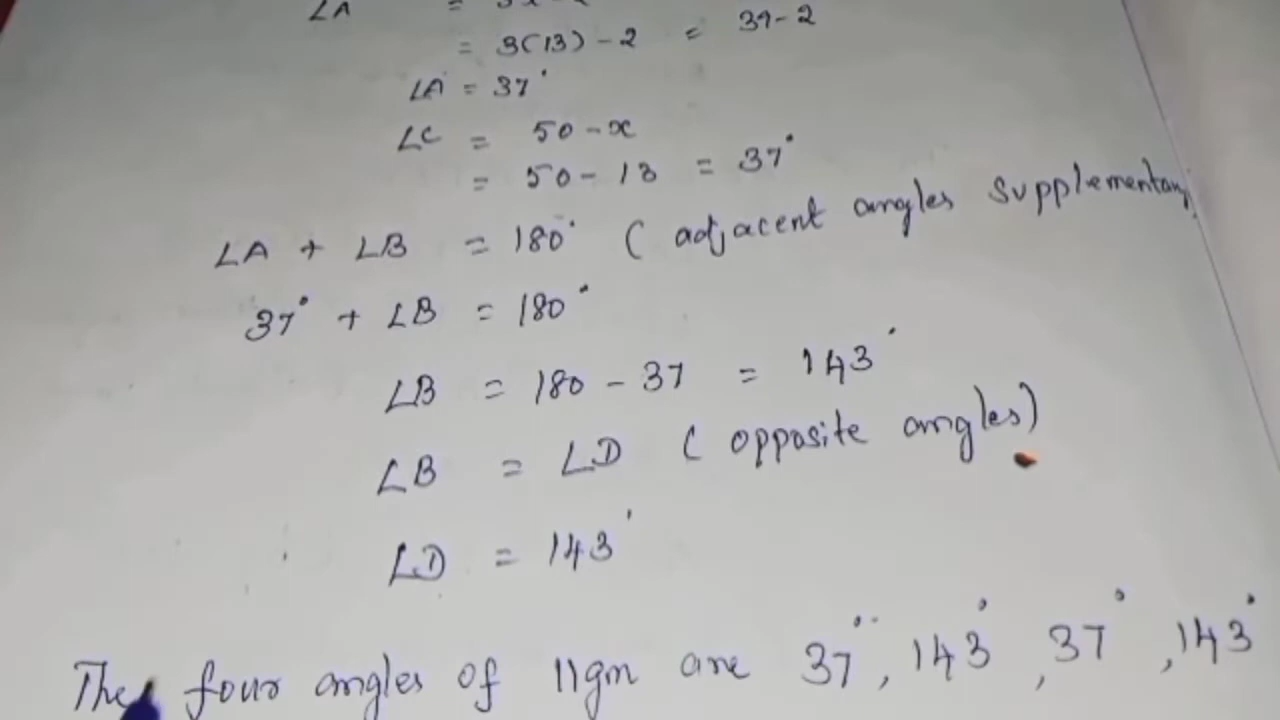 ∠A =
= 3(13) - 2 = 39-2
∠A = 37°
∠C = 50 - x
= 50 - 13 = 37°
∠A + ∠B = 180° ( adjacent angles supplementary
37° + ∠B = 180°
∠B = 180 - 37 = 143°
∠B = ∠D ( opposite angles)
∠D = 143°
The four angles of 11gm are 37°, 143°, 37°, 143°